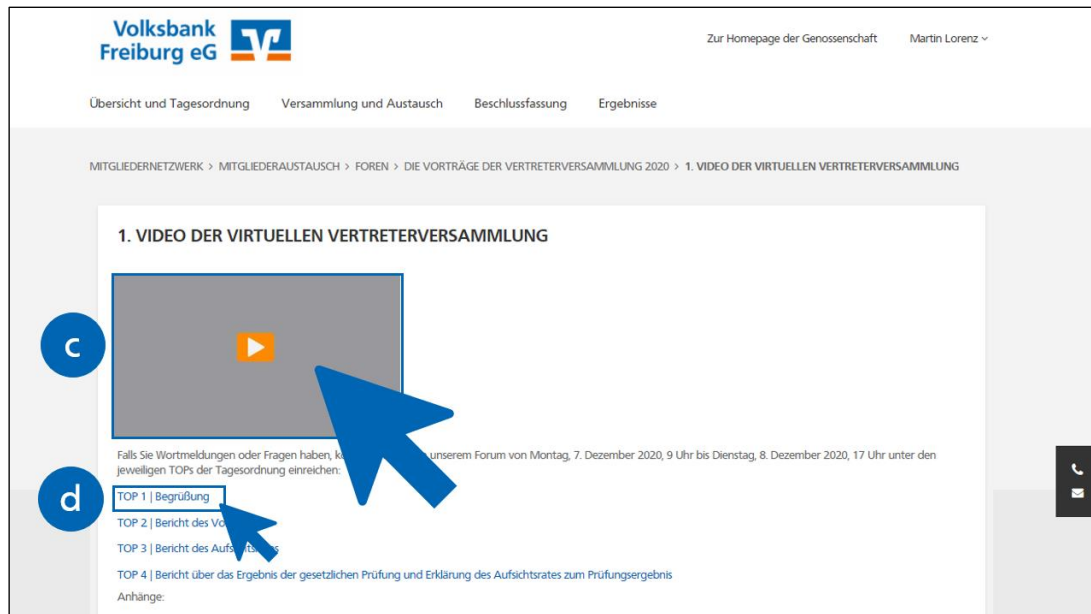 Volksbank
Freiburg eG
Zur Homepage der Genossenschaft Martin Lorenz
Übersicht und Tagesordnung Versammlung und Austausch Beschlussfassung Ergebnisse
MITGLIEDERNETZWERK > MITGLIEDERAUSTAUSCH > FOREN > DIE VORTRÄGE DER VERTRETERVERSAMMLUNG 2020 > 1. VIDEO DER VIRTUELLEN VERTRETERVERSAMMLUNG
1. VIDEO DER VIRTUELLEN VERTRETERVERSAMMLUNG
c
Falls Sie Wortmeldungen oder Fragen haben, unserem Forum von Montag, 7. Dezember 2020, 9 Uhr bis Dienstag, 8. Dezember 2020, 17 Uhr unter den
jeweiligen TOPs der Tagesordnung einreichen:
d
TOP 1 | Begrüßung
TOP 2 | Bericht des
TOP 3 | Bericht des
TOP 4 | Bericht über das Ergebnis der gesetzlichen Prüfung und Erklärung des Aufsichtsrates zum Prüfungsergebnis
Anhänge: